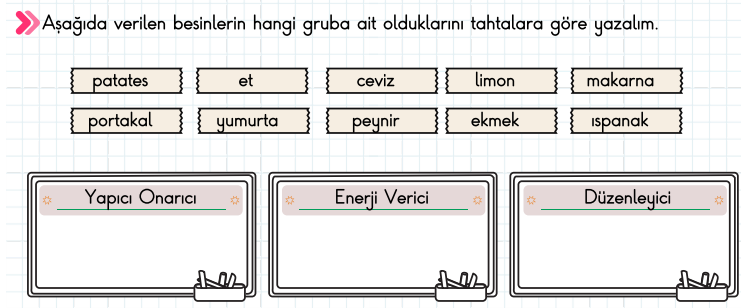 Aşağıda verilen besinlerin hangi gruba ait olduklarını tahtalara göre yazalım.
patates et ceviz limon makarna
portakal yumurta peynir ekmek ıspanak
Yapıcı Onarıcı Enerji Verici Düzenleyici